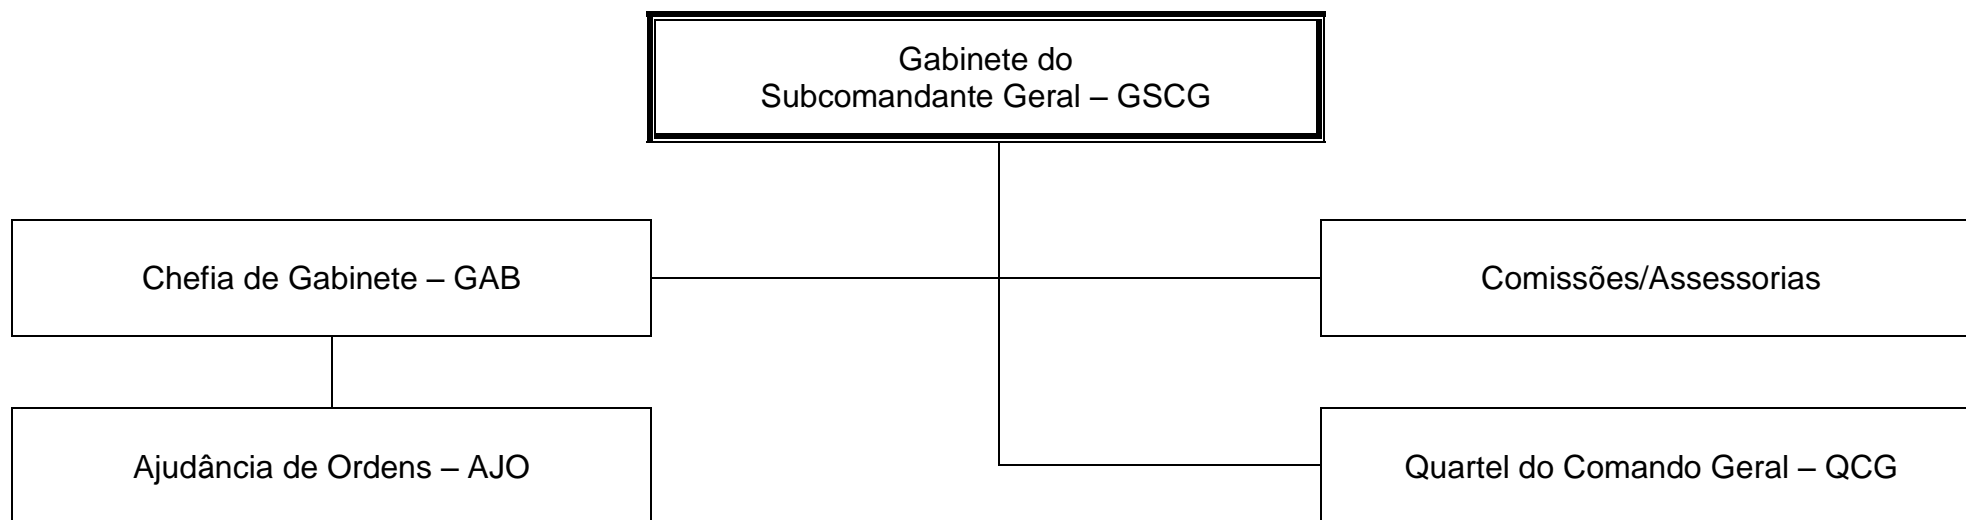 Gabinete do
Subcomandante Geral – GSCG
Chefia de Gabinete – GAB
Comissões/Assessorias
Ajudância de Ordens – AJO
Quartel do Comando Geral – QCG